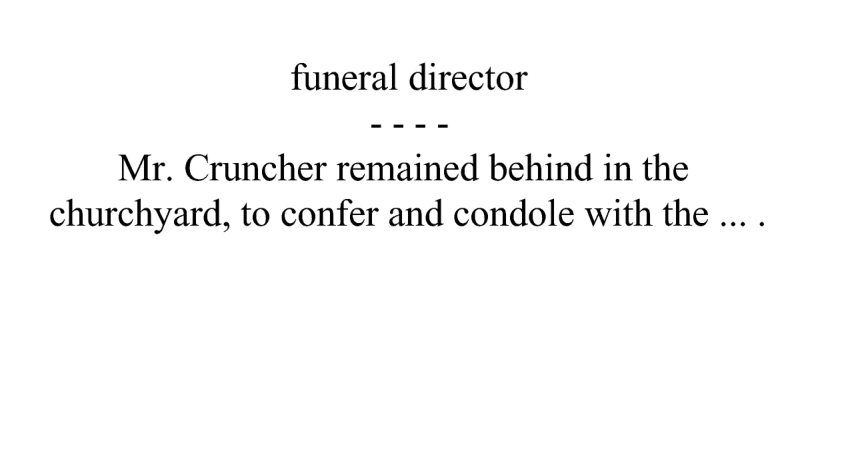 funeral director
- - - -
Mr. Cruncher remained behind in the
churchyard, to confer and condole with the ... .